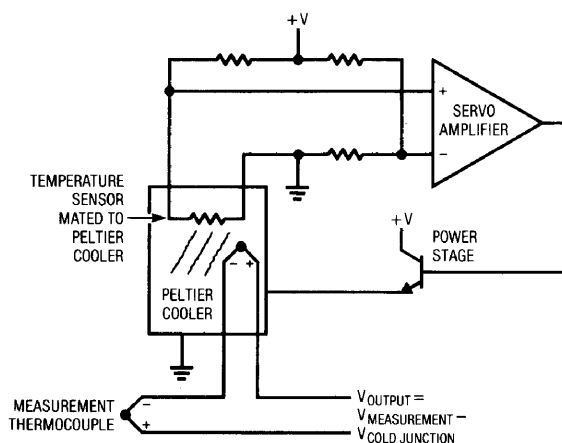 +V
+
SERVO
AMPLIFIER
−
TEMPERATURE
SENSOR
MATED TO
PELTIER
COOLER
+V
POWER
STAGE
− +
PELTIER
COOLER
MEASUREMENT
THERMOCOUPLE
−
+
VOUTPUT =
VMEASUREMENT −
VCOLD JUNCTION